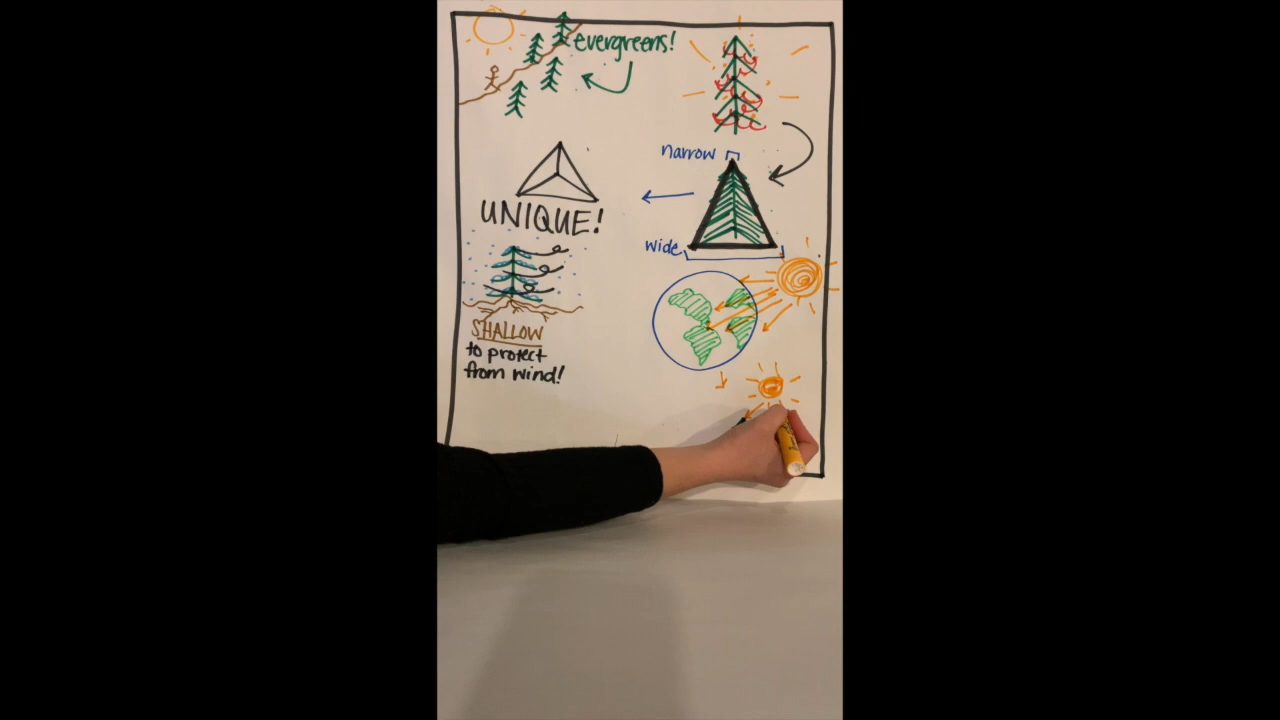 evergreens!
narrow
UNIQUE!
wide
SHALLOW
to protect
from wind!